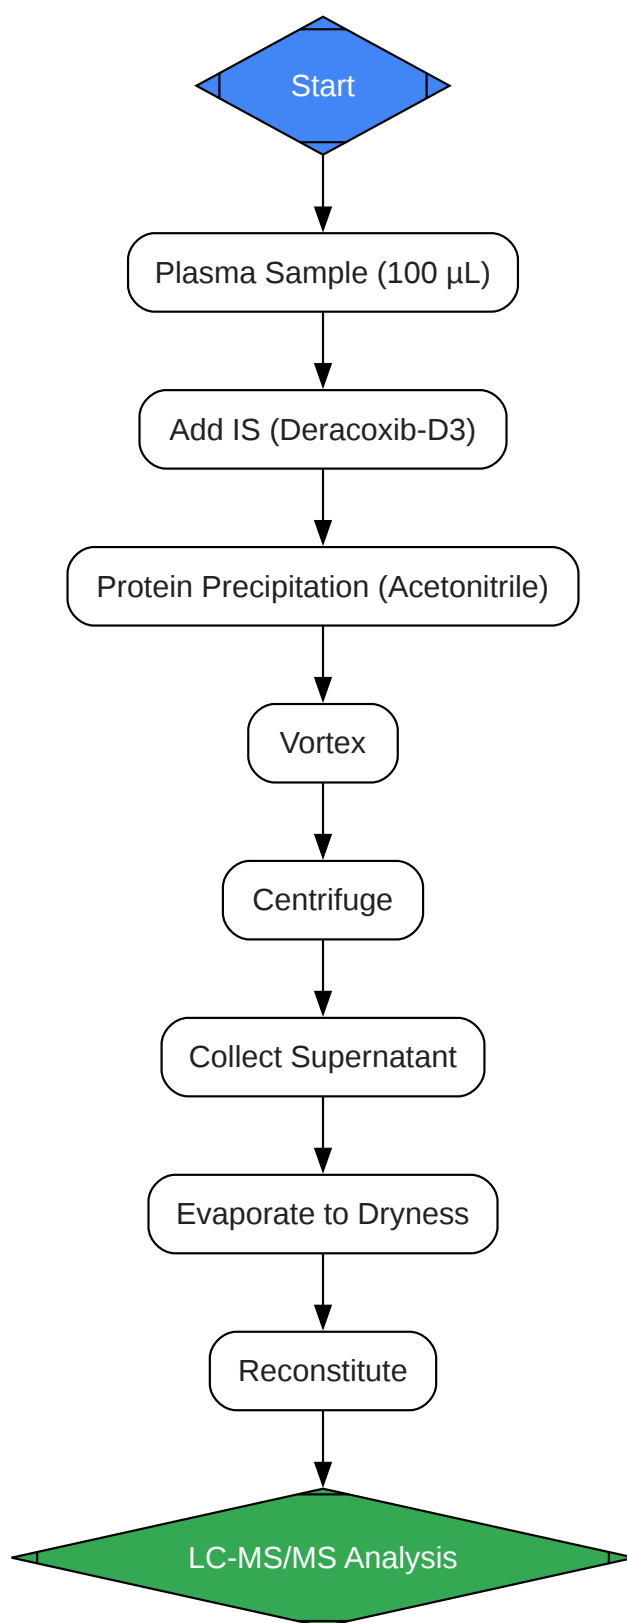 Start
Plasma Sample (100 µL)
Add IS (Deracoxib-D3)
Protein Precipitation (Acetonitrile)
Vortex
Centrifuge
Collect Supernatant
Evaporate to Dryness
Reconstitute
LC-MS/MS Analysis